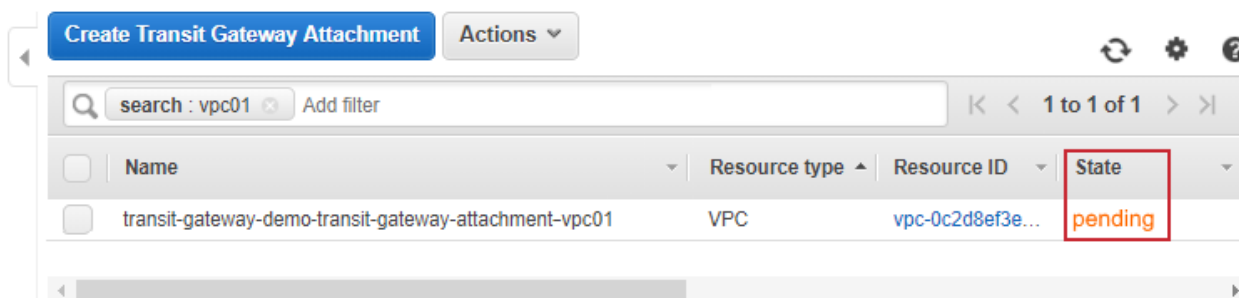 Create Transit Gateway Attachment Actions
search : vpc01 Add filter 1 to 1 of 1
Name Resource type Resource ID State
transit-gateway-demo-transit-gateway-attachment-vpc01 VPC vpc-0c2d8ef3e... pending